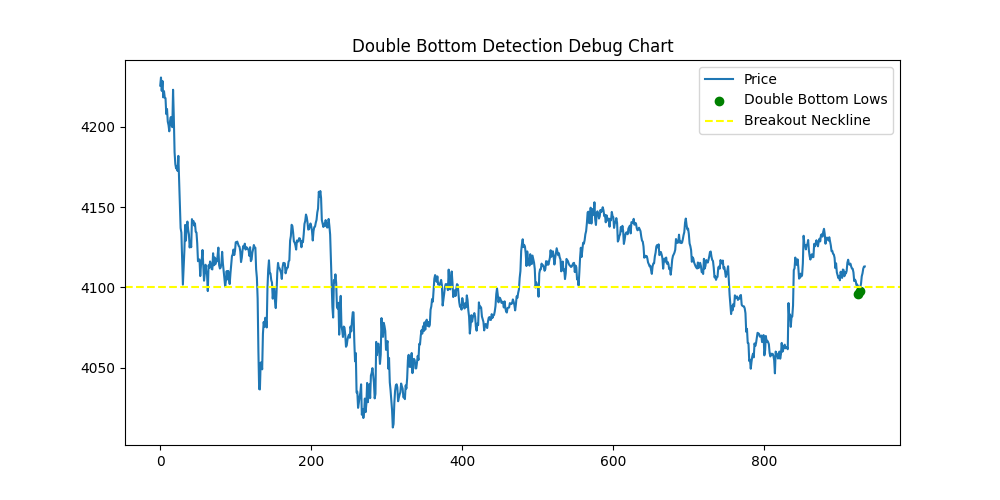 Double Bottom Detection Debug Chart
Price
Double Bottom Lows
Breakout Neckline
4200
4150
4100
4050
0 200 400 600 800